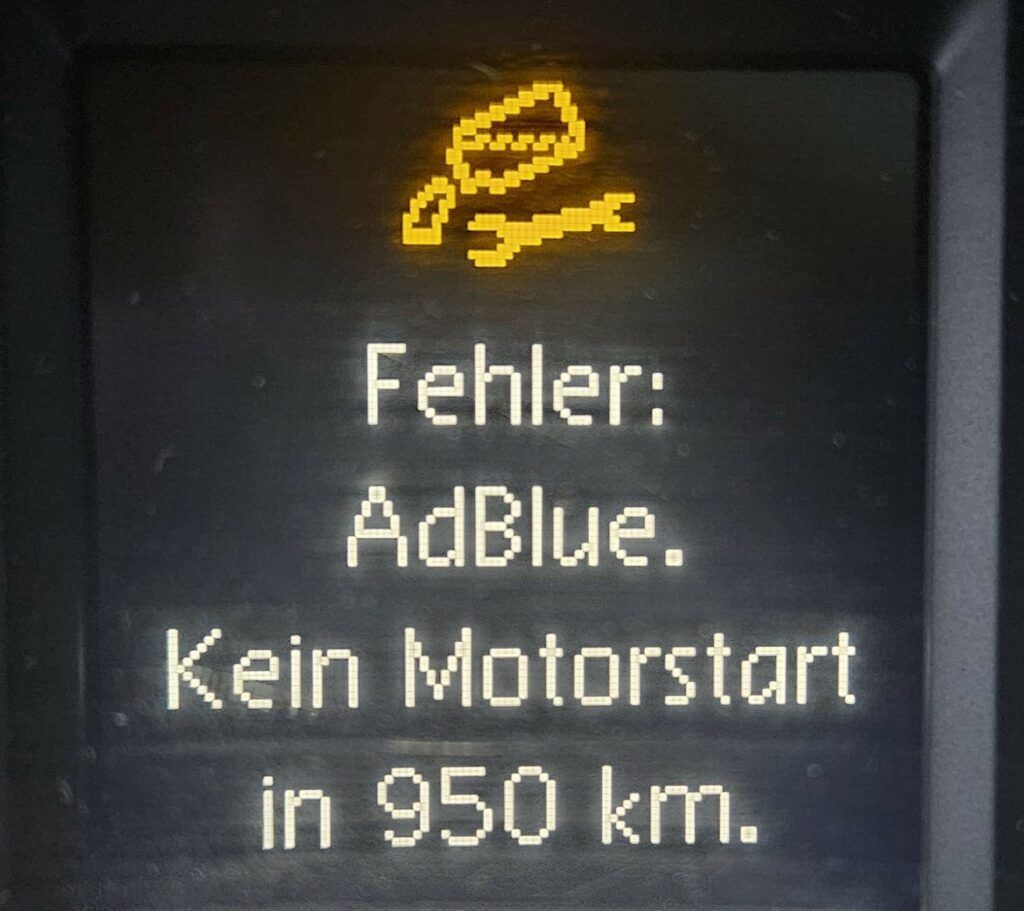 Fehler:
AdBlue.
Kein Motorstart
in 950 km.